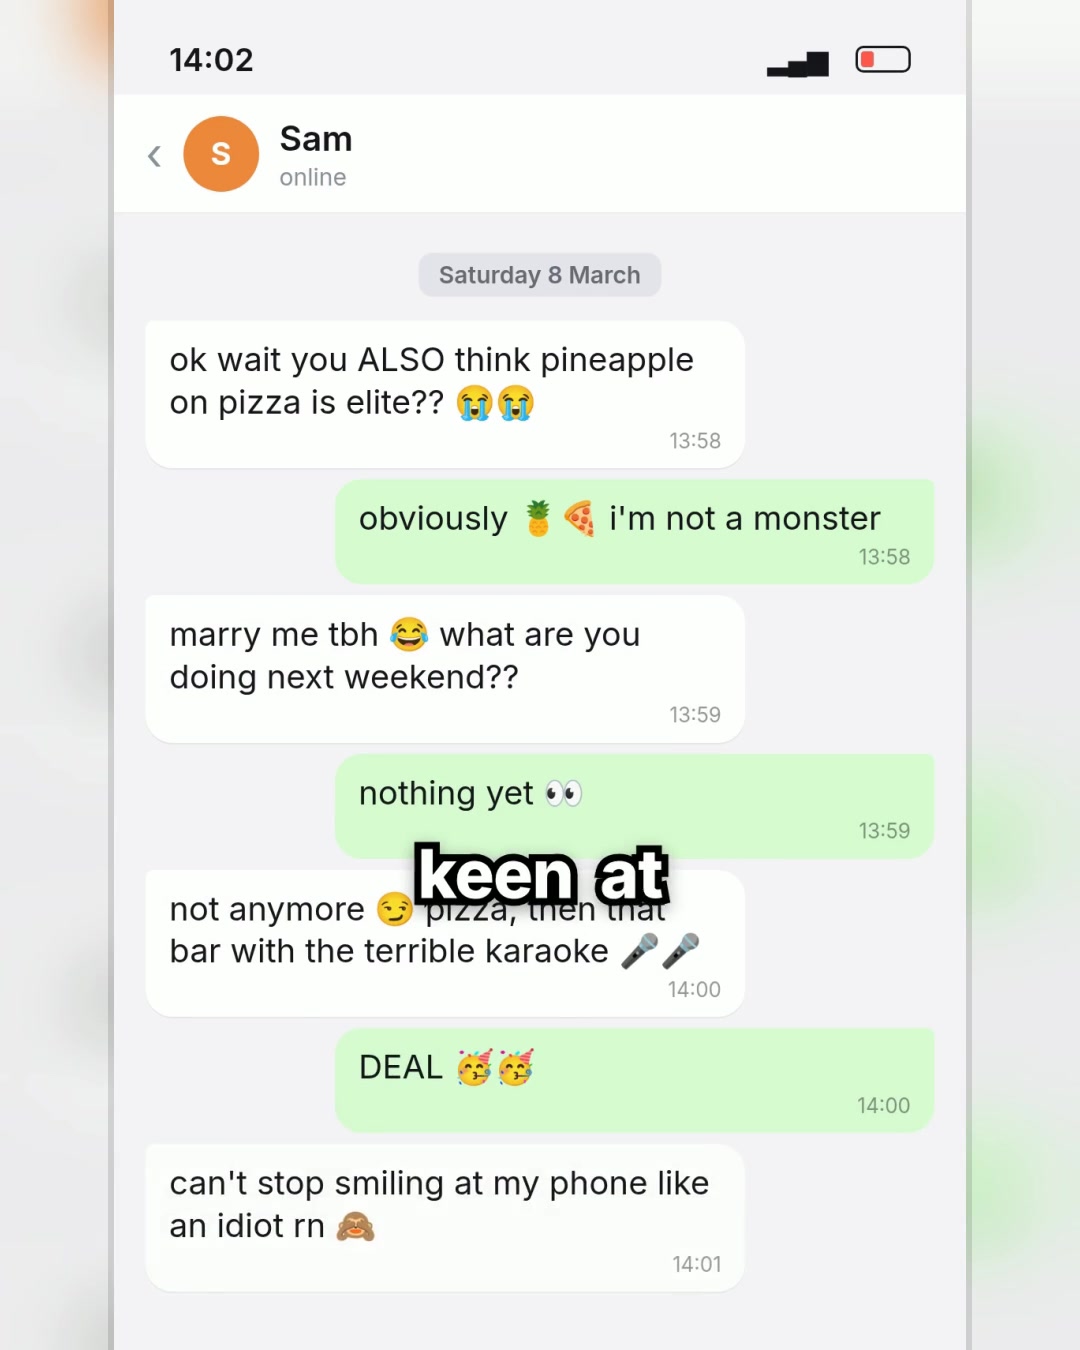 14:02
S
Sam
online
Saturday 8 March
ok wait you ALSO think pineapple
on pizza is elite?? 😭😭
13:58
obviously 🍍🍕 i'm not a monster
13:58
marry me tbh 😂 what are you
doing next weekend??
13:59
nothing yet 👀
13:59
keen at
not anymore 😏 pizza, then that
bar with the terrible karaoke 🎤🎤
14:00
DEAL 🥳🥳
14:00
can't stop smiling at my phone like
an idiot rn 🙈
14:01